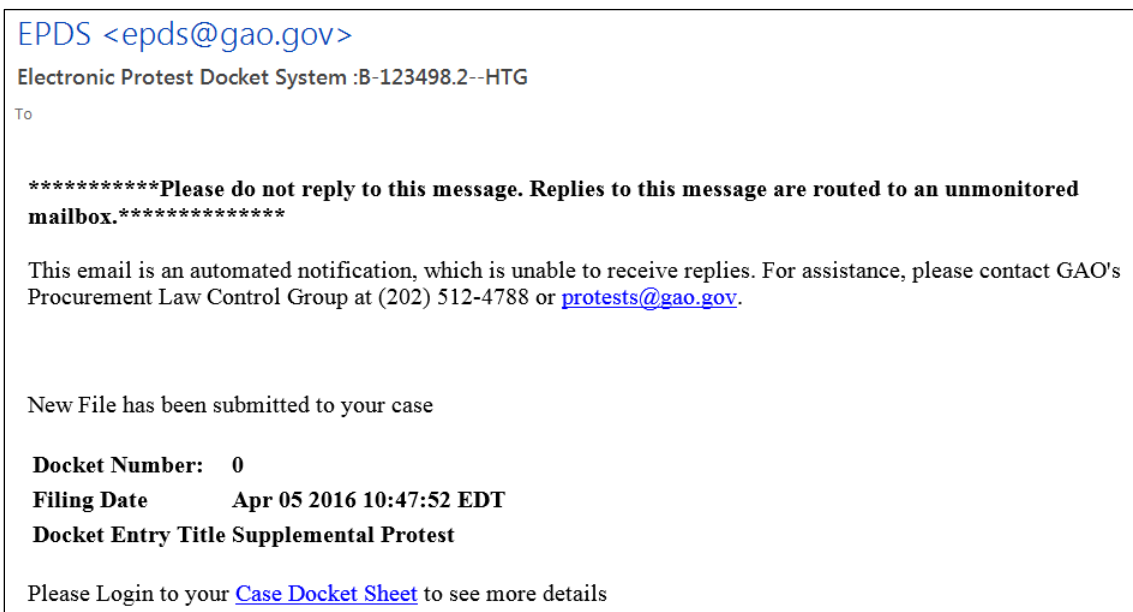 EPDS <epds@gao.gov>
Electronic Protest Docket System :B-123498.2--HTG
To
***********Please do not reply to this message. Replies to this message are routed to an unmonitored
mailbox.**************
This email is an automated notification, which is unable to receive replies. For assistance, please contact GAO's
Procurement Law Control Group at (202) 512-4788 or protests@gao.gov.
New File has been submitted to your case
Docket Number: 0
Filing Date Apr 05 2016 10:47:52 EDT
Docket Entry Title Supplemental Protest
Please Login to your Case Docket Sheet to see more details